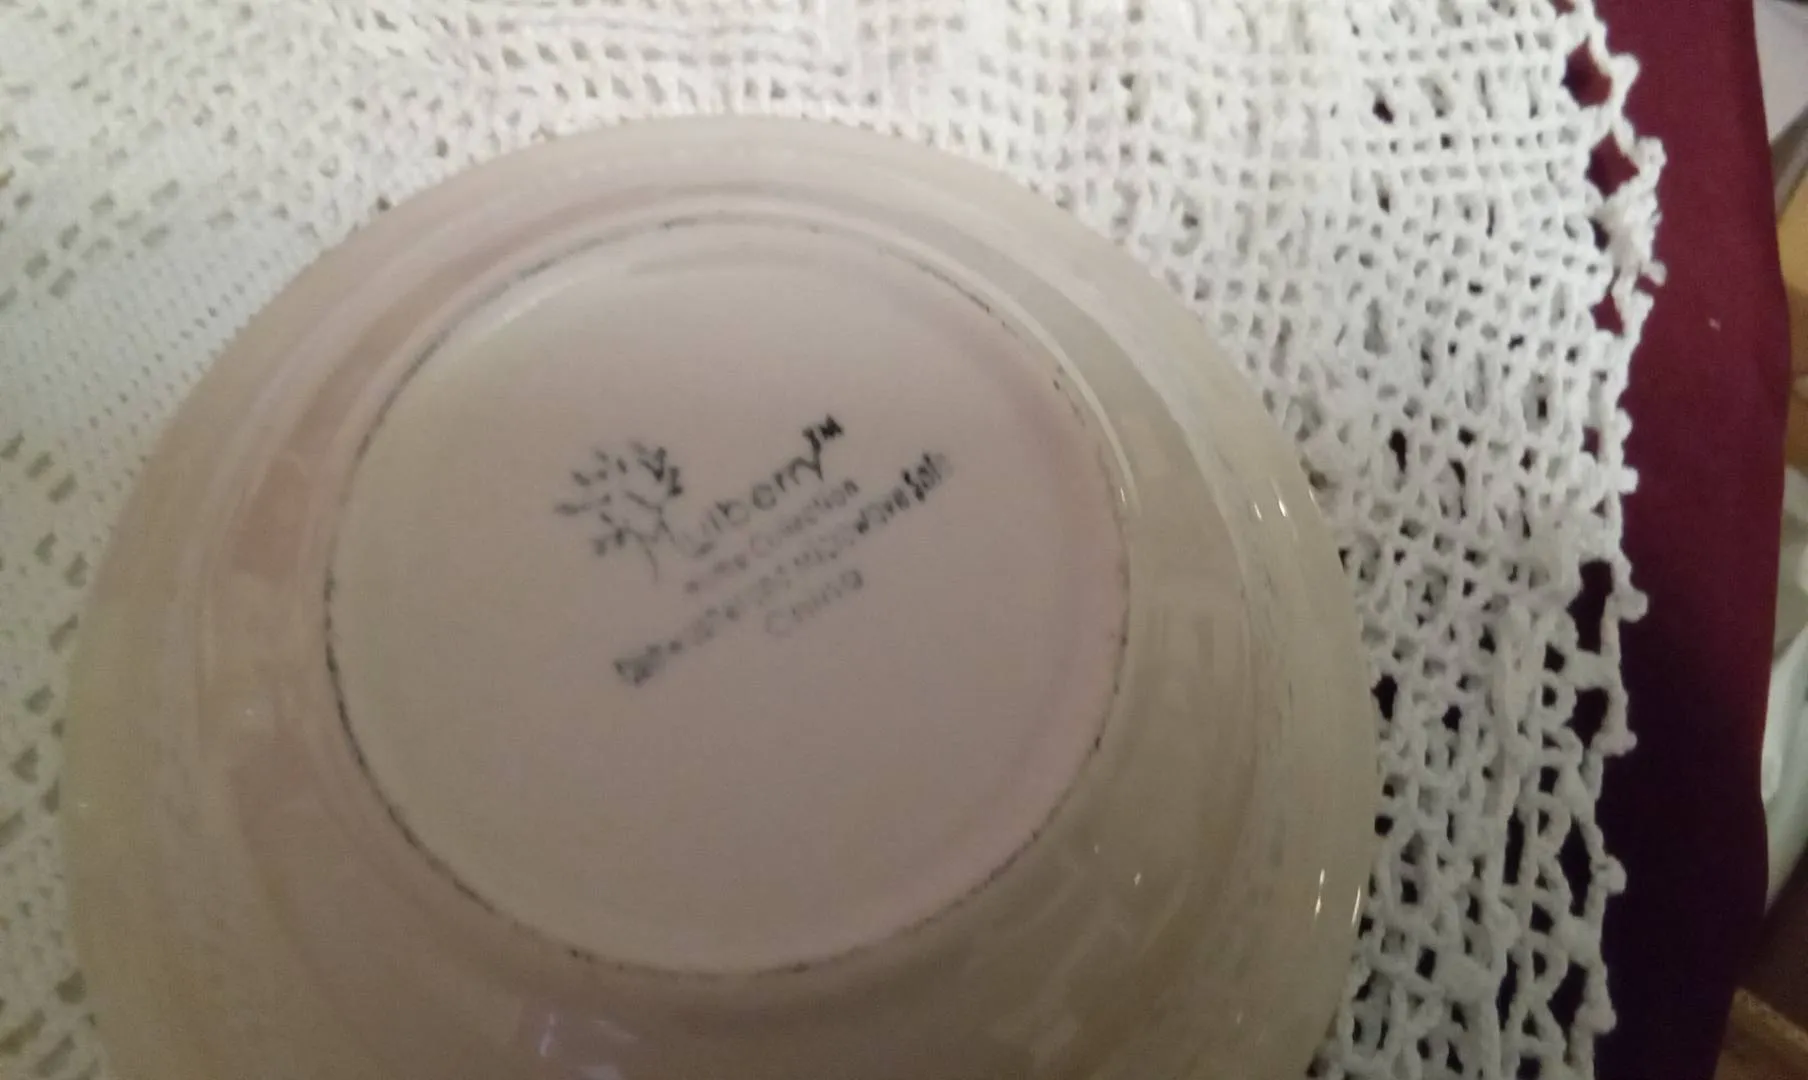 Mulberry™
Home Collection
Dishwasher and Microwave Safe
China